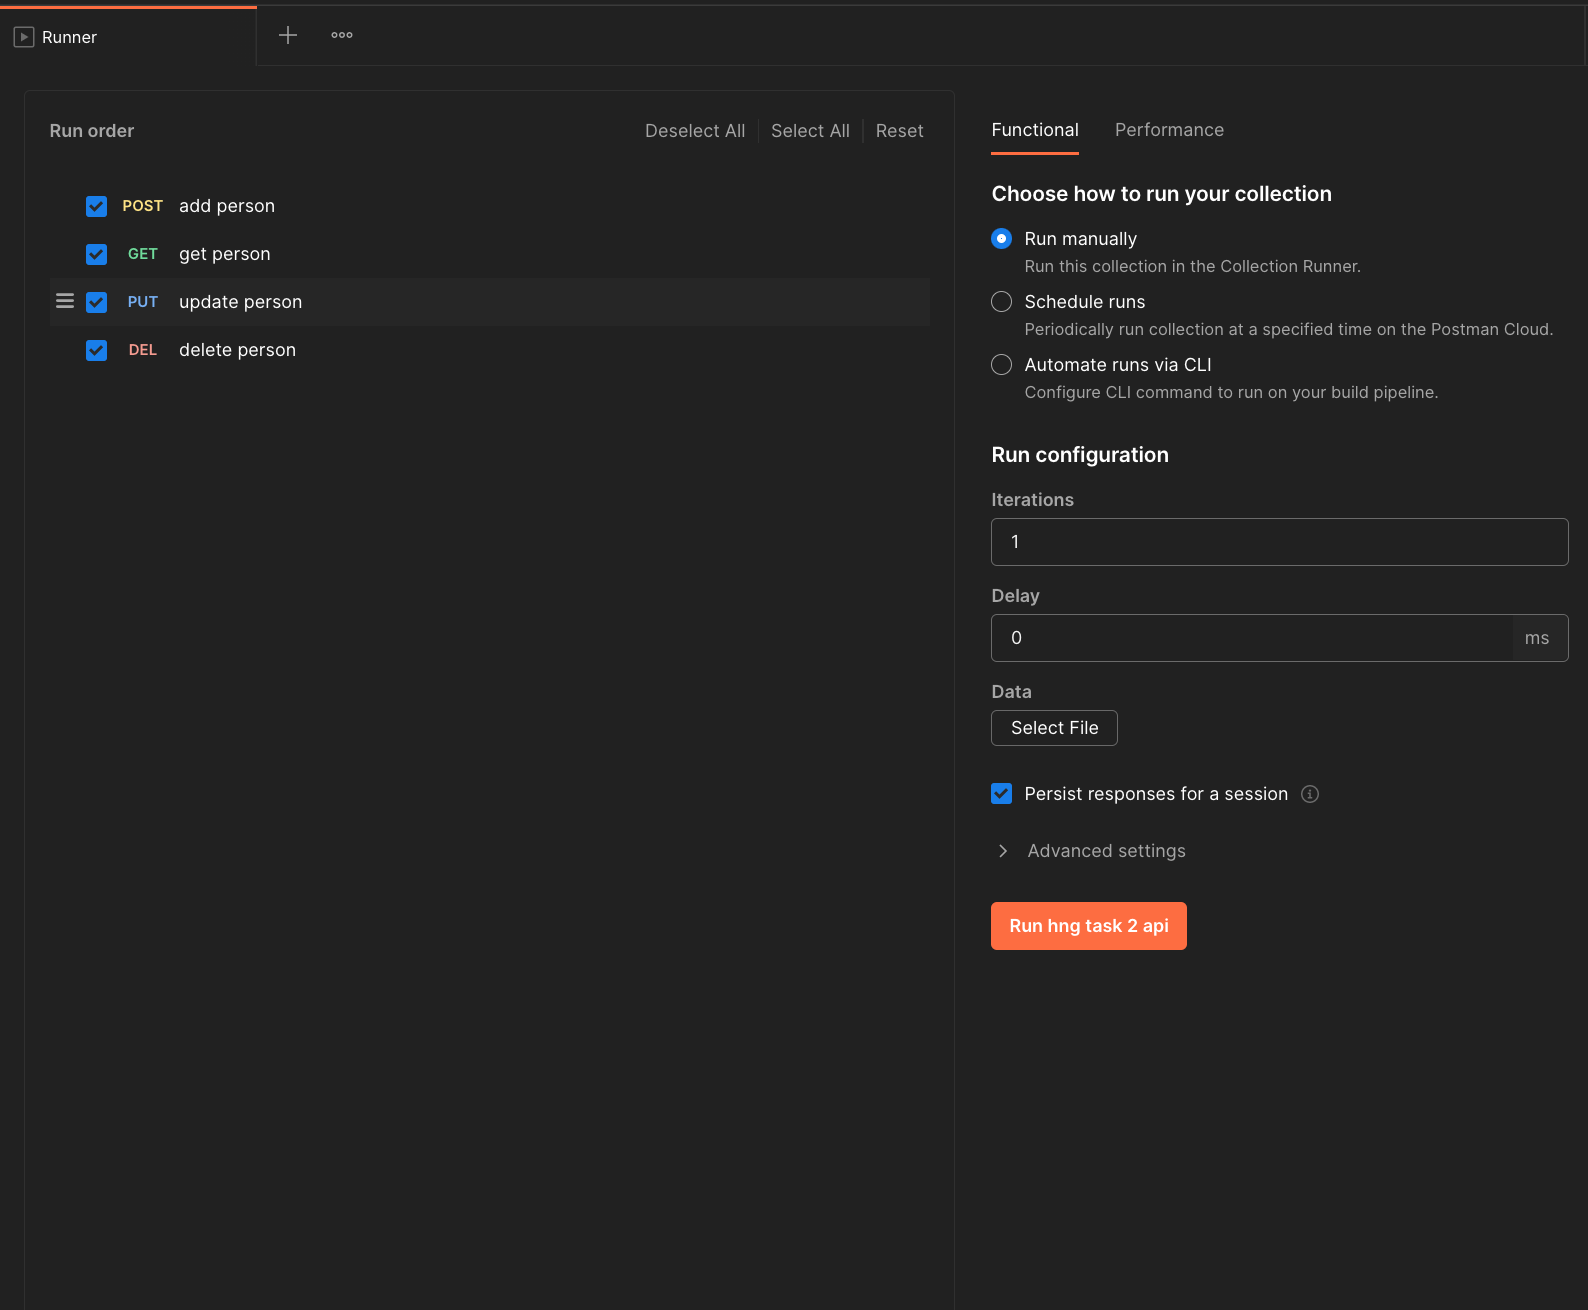 Runner
Run order
Deselect All
Select All
Reset
POST add person
GET get person
PUT update person
DEL delete person
Functional
Performance
Choose how to run your collection
Run manually
Run this collection in the Collection Runner.
Schedule runs
Periodically run collection at a specified time on the Postman Cloud.
Automate runs via CLI
Configure CLI command to run on your build pipeline.
Run configuration
Iterations
1
Delay
0 ms
Data
Select File
Persist responses for a session
Advanced settings
Run hng task 2 api